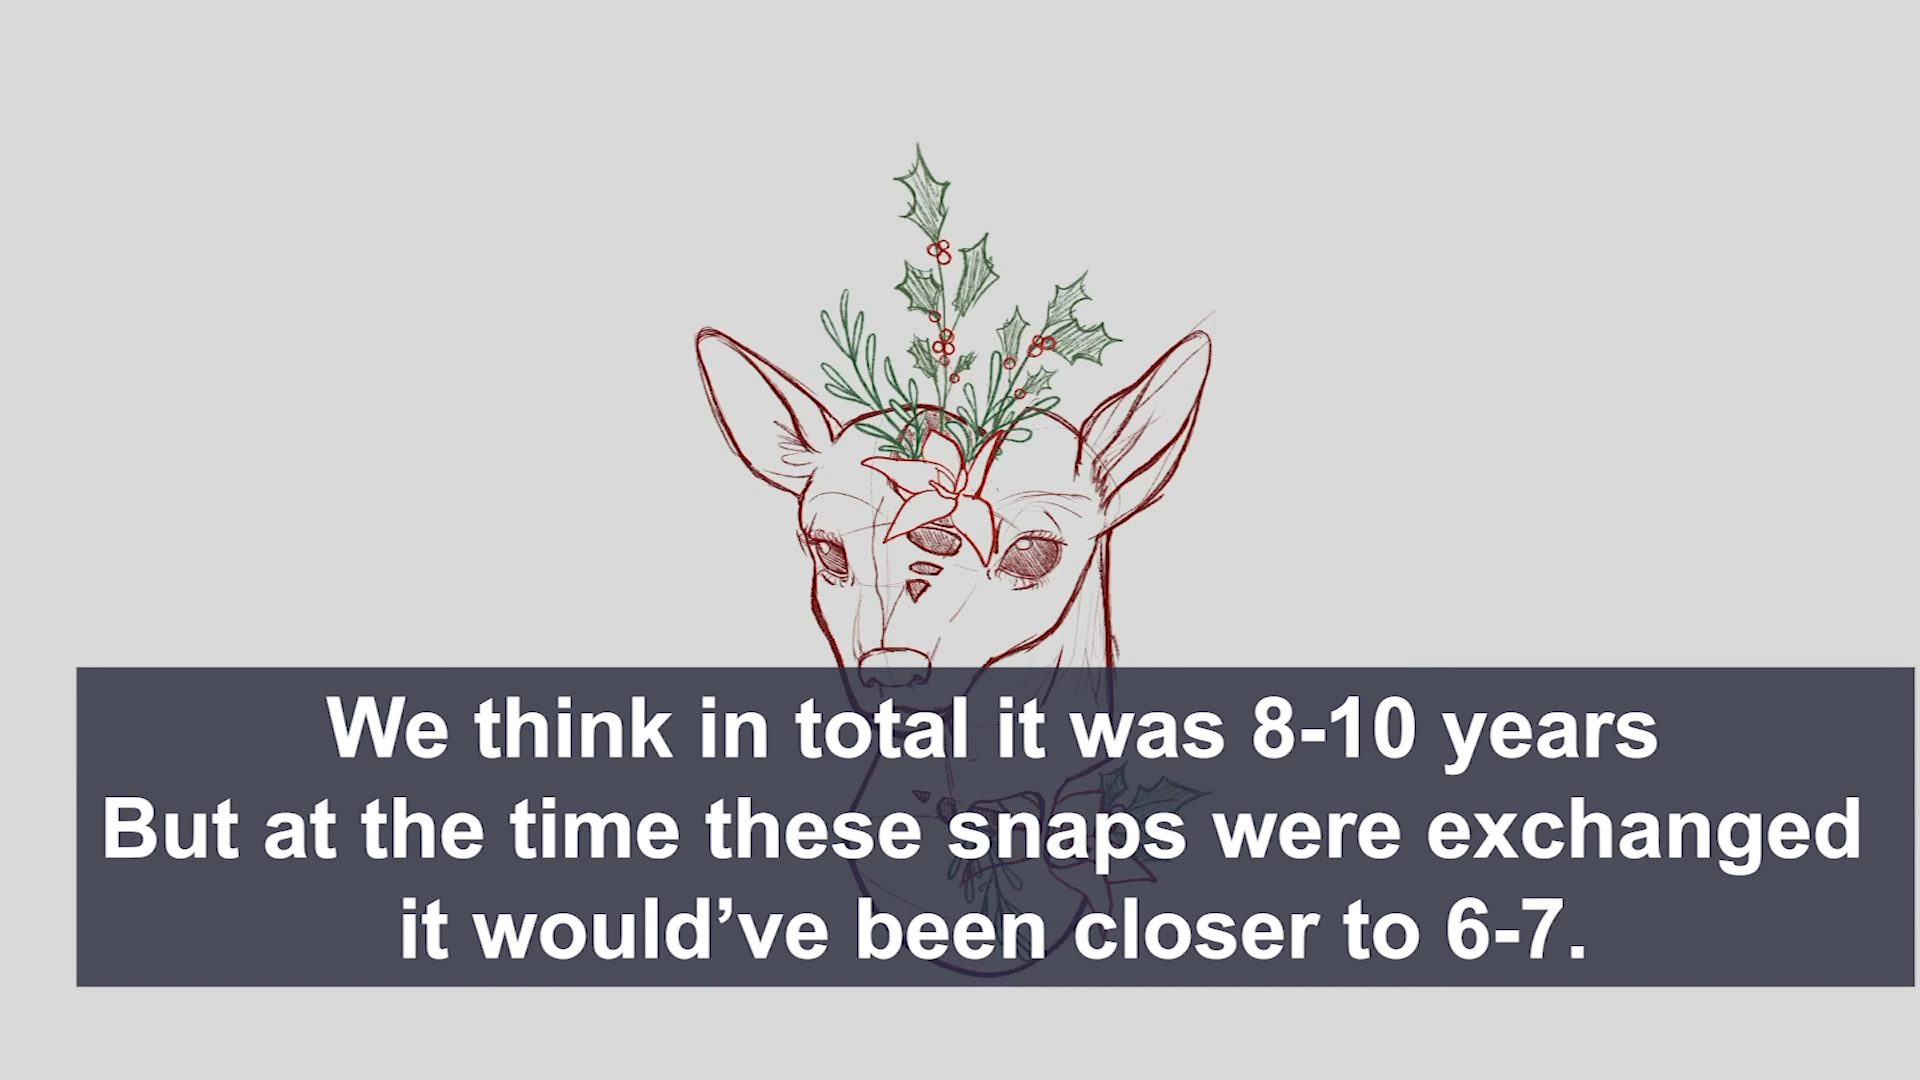 We think in total it was 8-10 years
But at the time these snaps were exchanged
it would’ve been closer to 6-7.